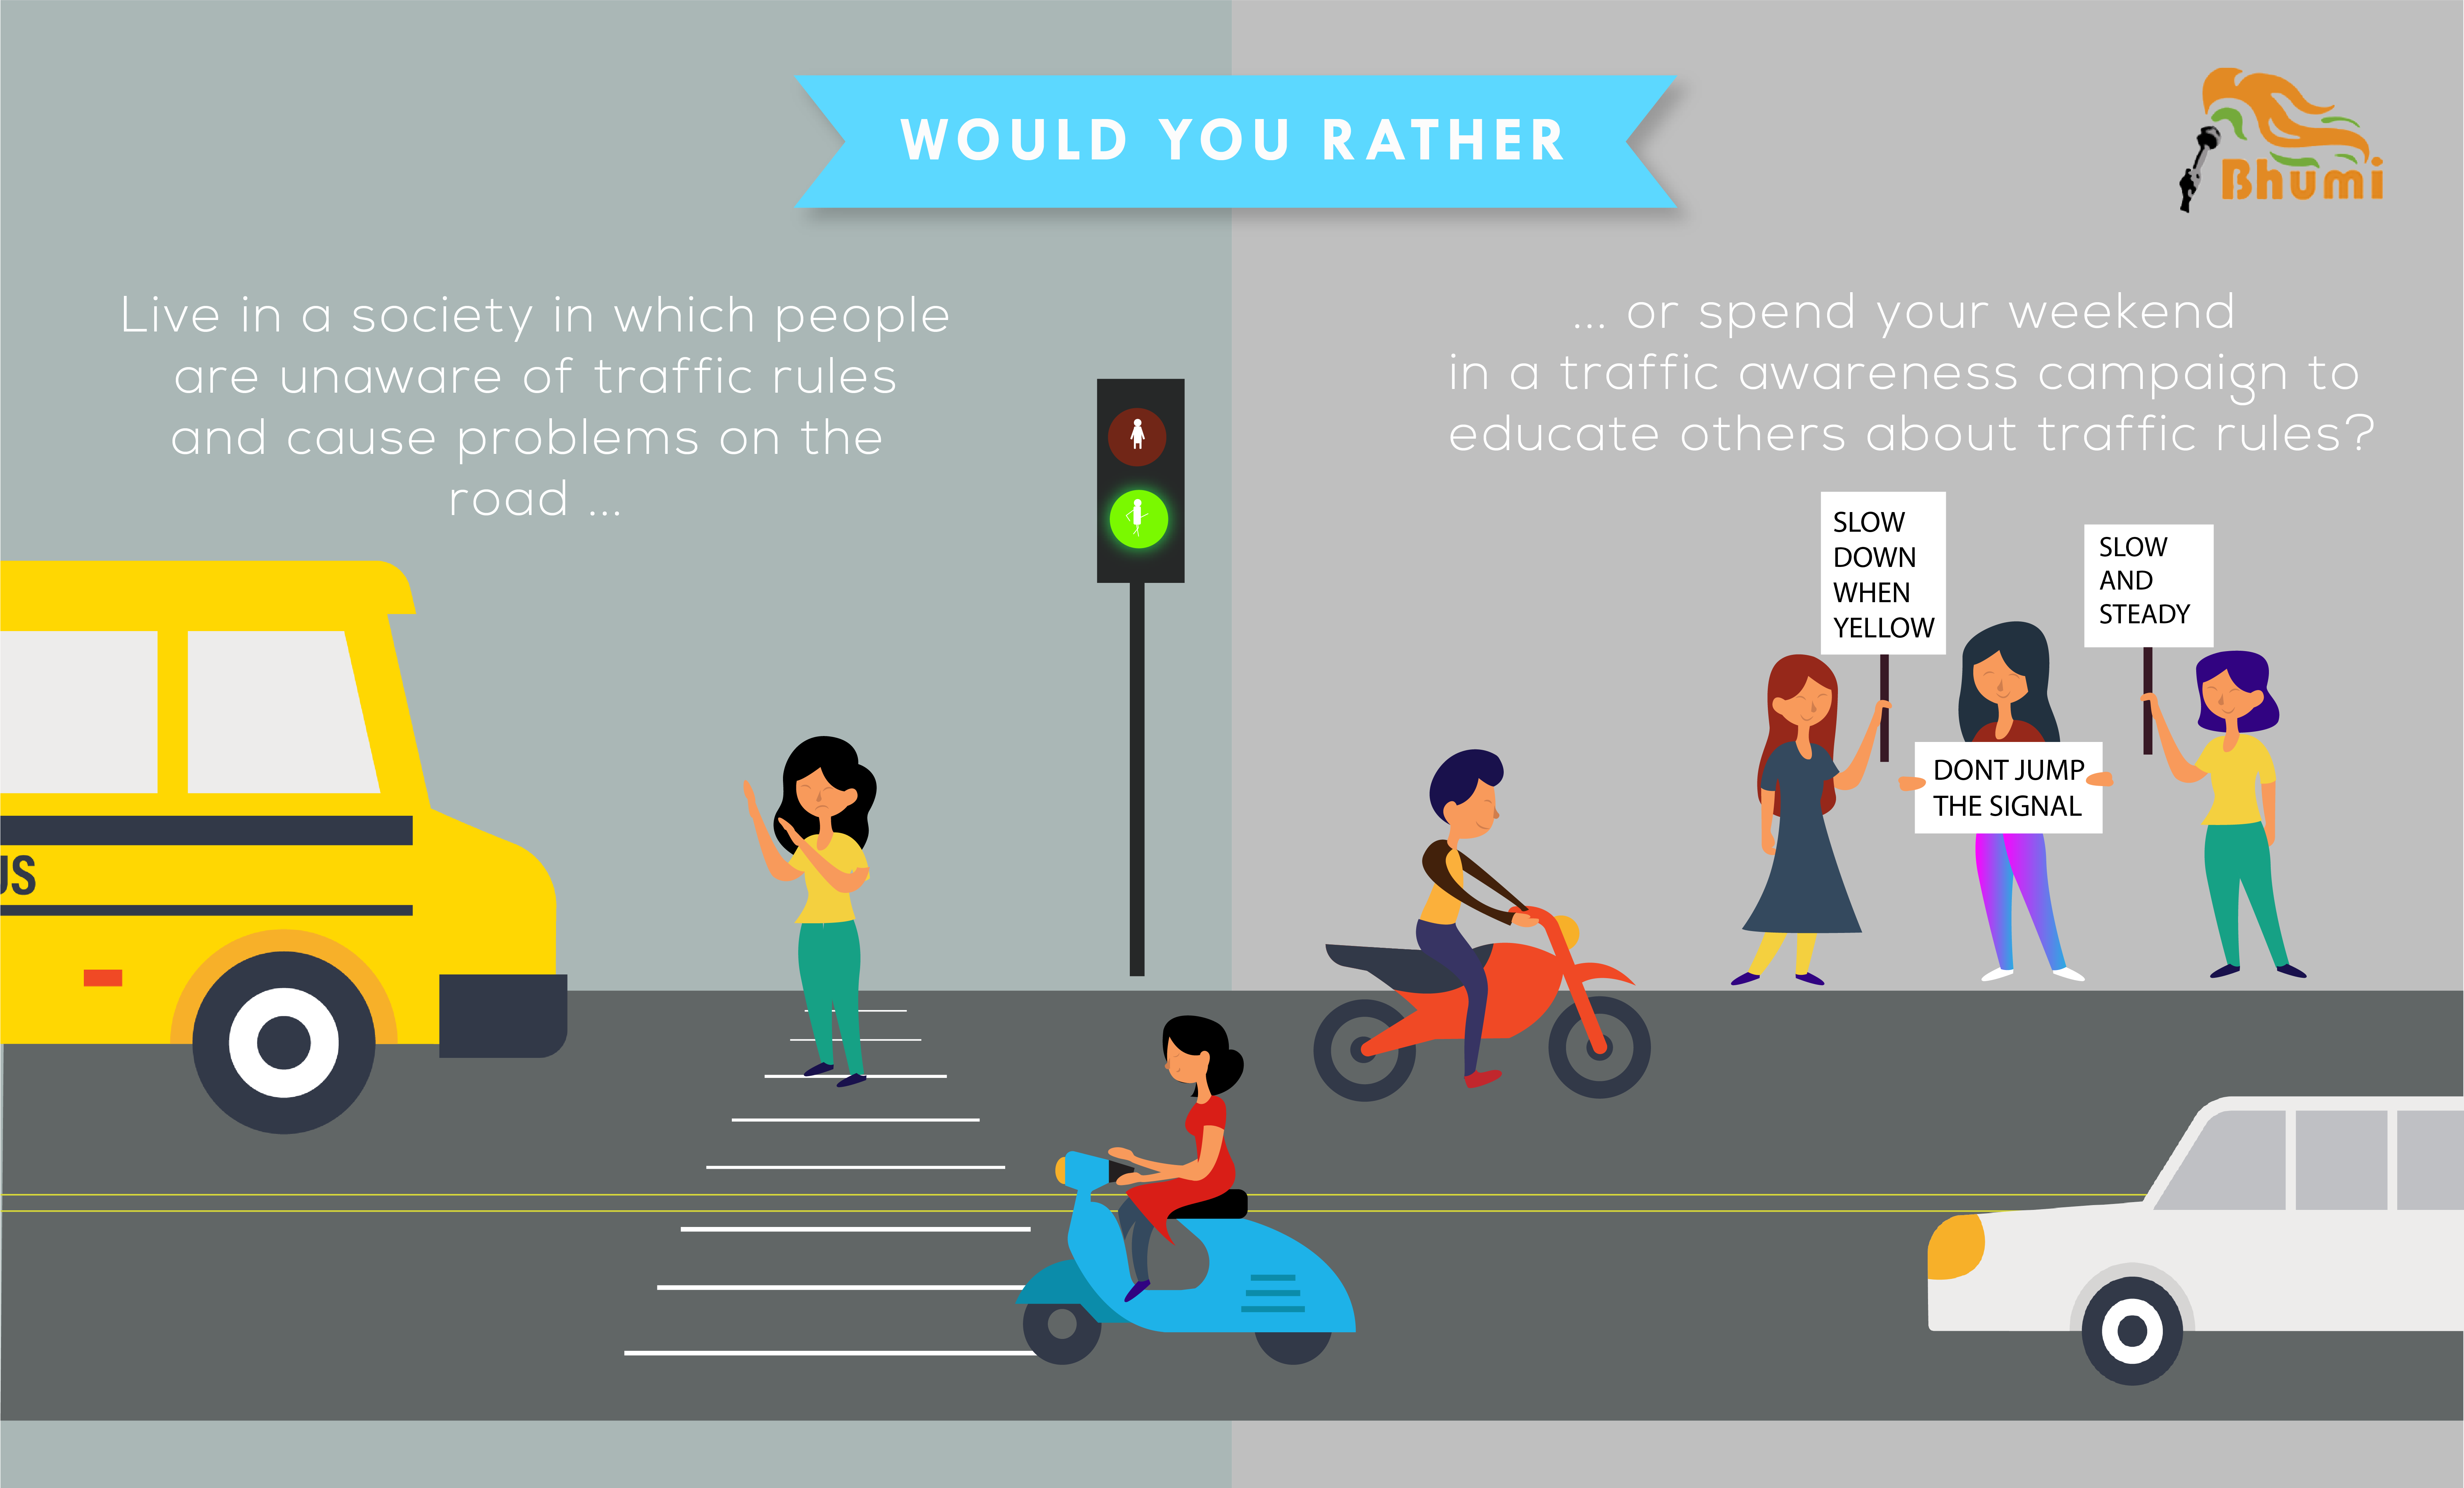 WOULD YOU RATHER
Bhumi
Live in a society in which people
are unaware of traffic rules
and cause problems on the
road ...
... or spend your weekend
in a traffic awareness campaign to
educate others about traffic rules?
SLOW
DOWN
WHEN
YELLOW
SLOW
AND
STEADY
DONT JUMP
THE SIGNAL
US